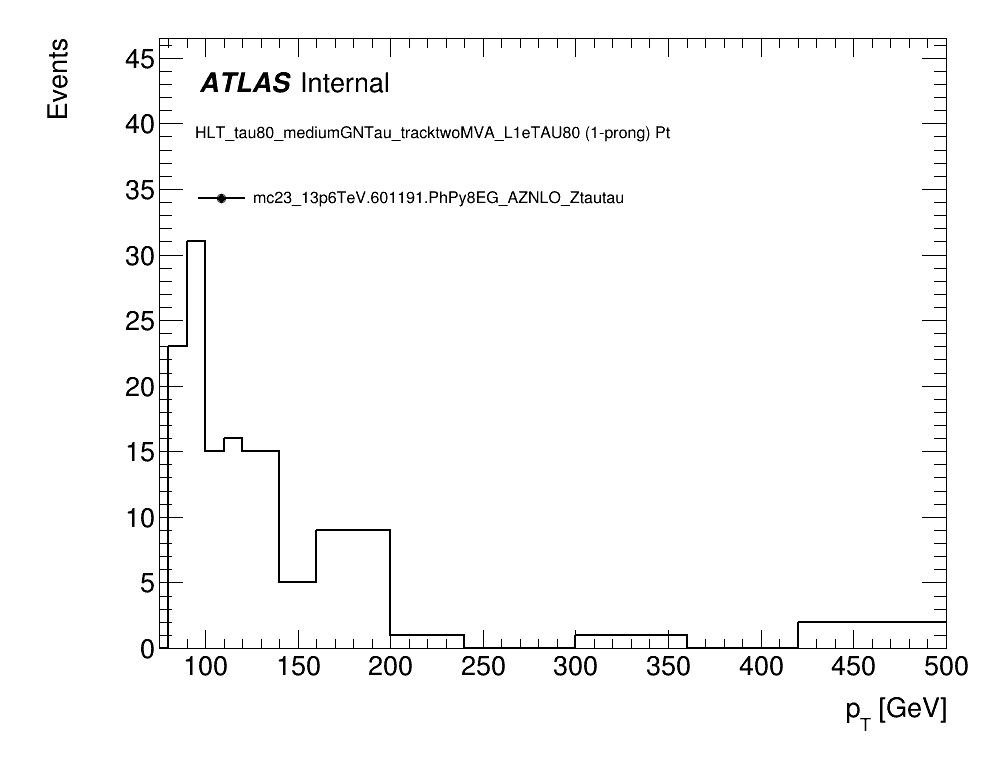 Events
45
ATLAS Internal
40
HLT_tau80_mediumGNTau_tracktwoMVA_L1eTAU80 (1-prong) Pt
35
mc23_13p6TeV.601191.PhPy8EG_AZNLO_Ztautau
30
25
20
15
10
5
0
100 150 200 250 300 350 400 450 500
pT [GeV]